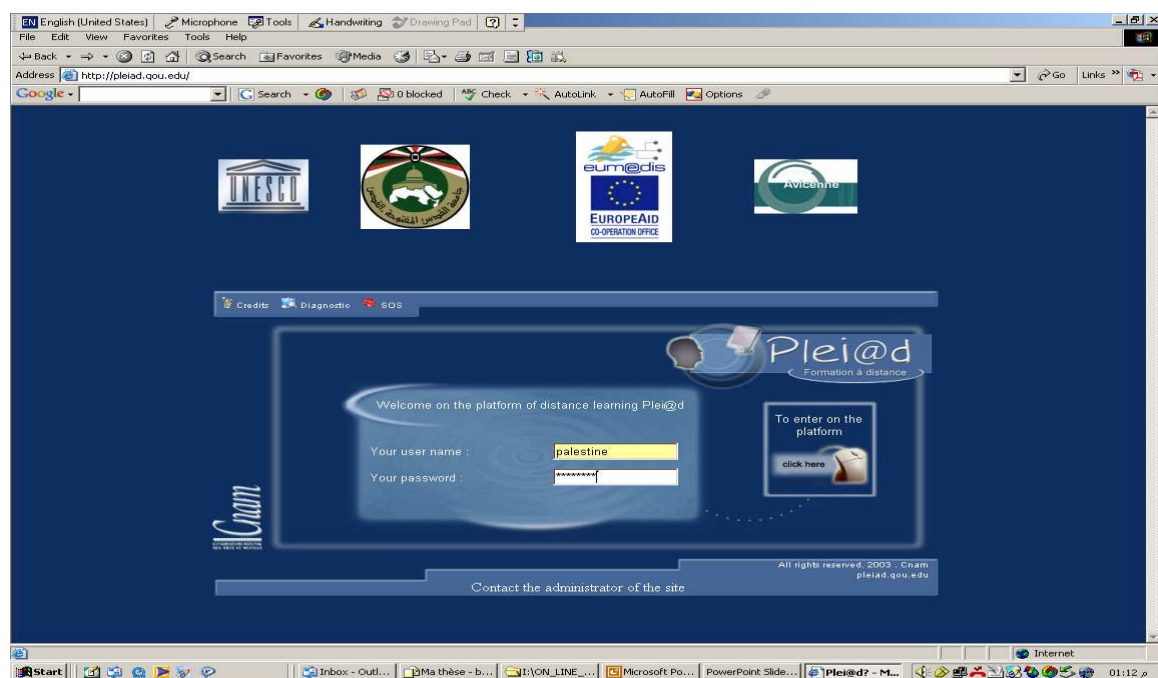 EN English (United States) Microphone Tools Handwriting Drawing Pad
File Edit View Favorites Tools Help
Back Search Favorites Media
Address http://pleiad.qou.edu/ Go Links »
Google Search 0 blocked Check AutoLink AutoFill Options
UNESCO
جامعة القدس المفتوحة
eum@dis
EUROPEAID
CO-OPERATION OFFICE
Avicenne
Credits Diagnostic SOS
Plei@d
Formation à distance
Welcome on the platform of distance learning Plei@d
Your user name : palestine
Your password : ********
To enter on the
platform
click here
Cnam
All rights reserved. 2003 . Cnam
pleiad.qou.edu
Contact the administrator of the site
Internet
Start Inbox - Outl... Ma thèse - b... I:\ON_LINE_... Microsoft Po... PowerPoint Slide... Plei@d? - M... 01:12 م